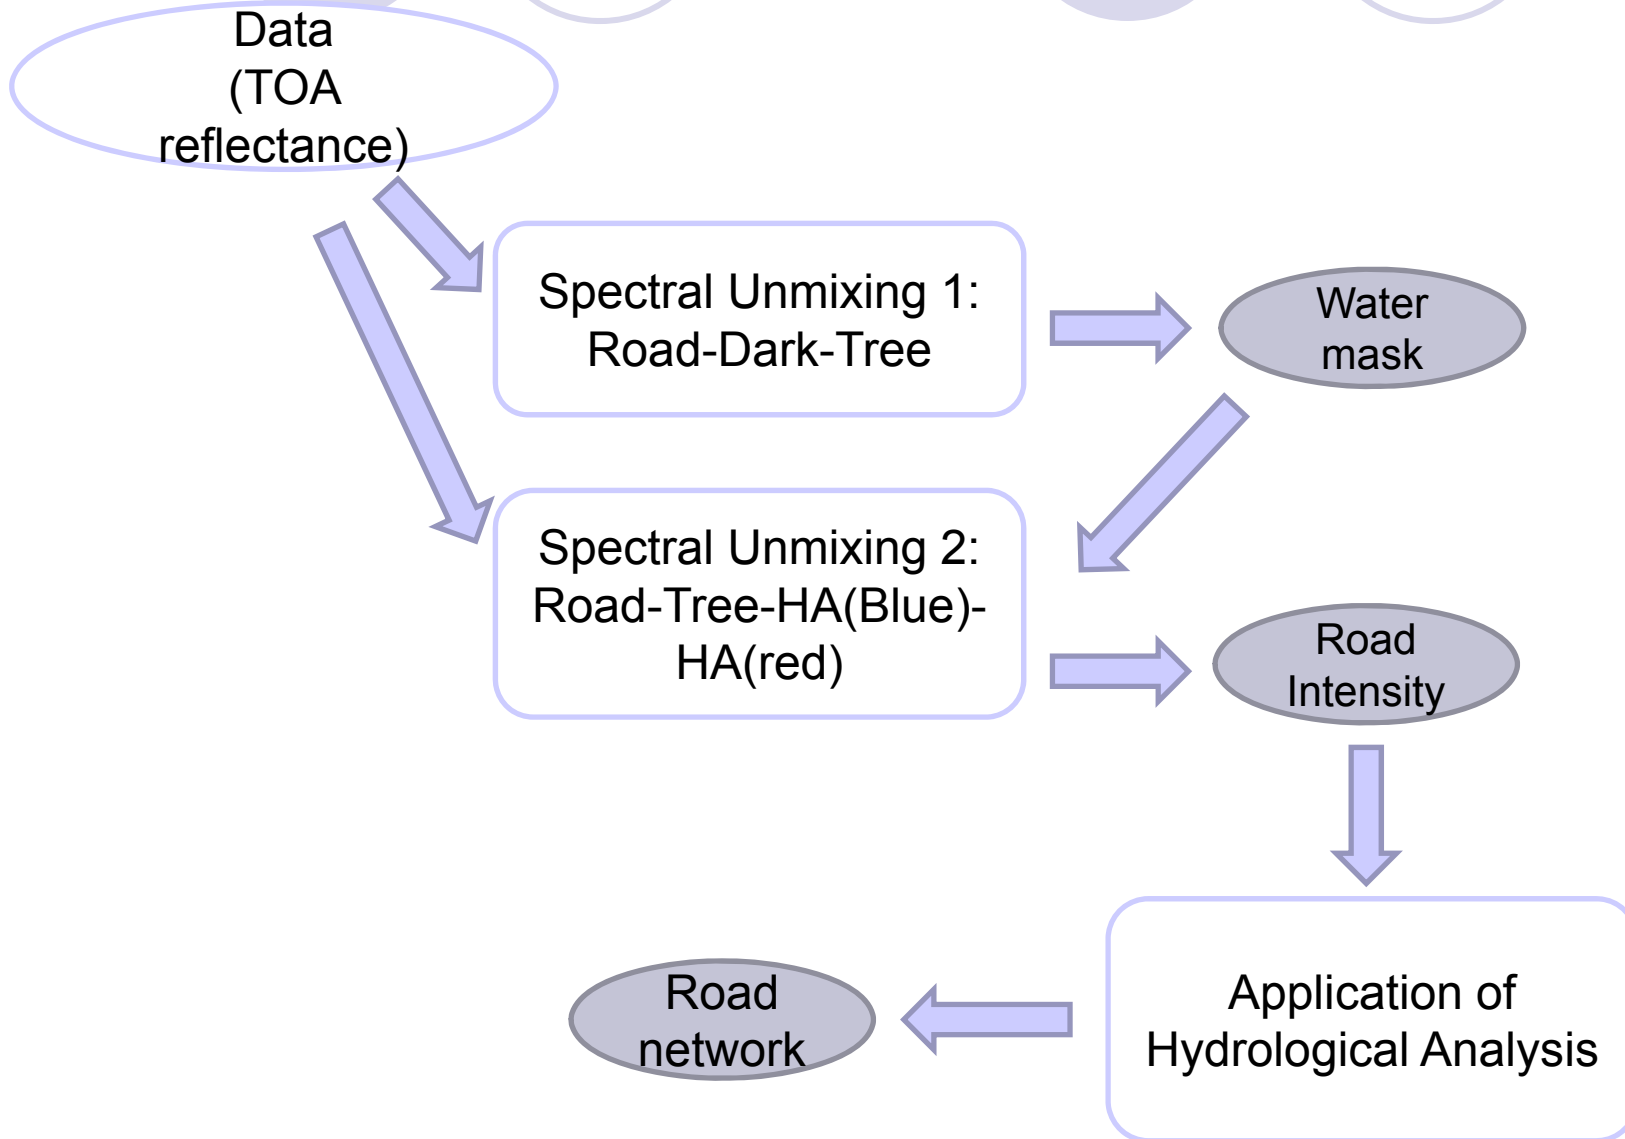 Data
(TOA
reflectance)
Spectral Unmixing 1:
Road-Dark-Tree
Water
mask
Spectral Unmixing 2:
Road-Tree-HA(Blue)-
HA(red)
Road
Intensity
Application of
Hydrological Analysis
Road
network